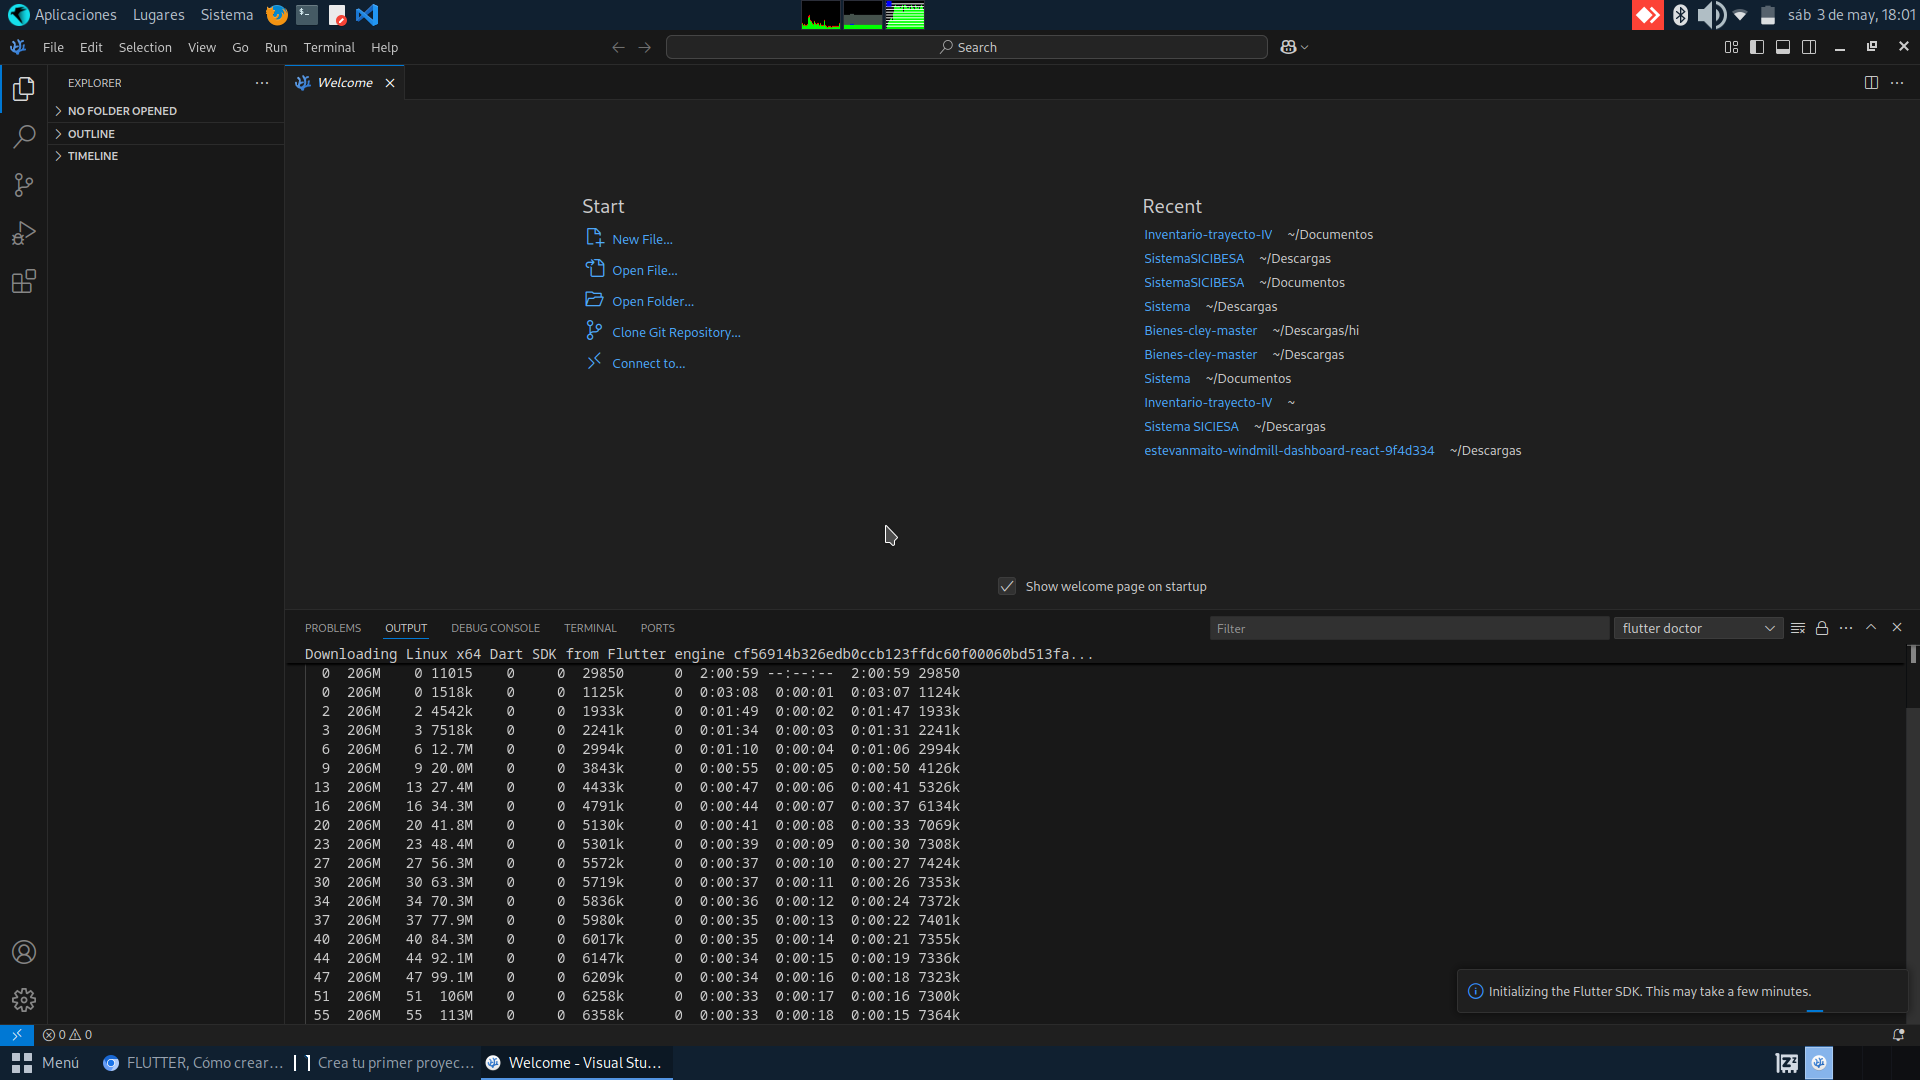 Aplicaciones Lugares Sistema sáb 3 de may, 18:01
File Edit Selection View Go Run Terminal Help Search
EXPLORER Welcome
NO FOLDER OPENED
OUTLINE
TIMELINE
Start
New File...
Open File...
Open Folder...
Clone Git Repository...
Connect to...
Recent
Inventario-trayecto-IV ~/Documentos
SistemaSICIBESA ~/Descargas
SistemaSICIBESA ~/Documentos
Sistema ~/Descargas
Bienes-cley-master ~/Descargas/hi
Bienes-cley-master ~/Descargas
Sistema ~/Documentos
Inventario-trayecto-IV ~
Sistema SICIESA ~/Descargas
estevanmaito-windmill-dashboard-react-9f4d334 ~/Descargas
Show welcome page on startup
PROBLEMS OUTPUT DEBUG CONSOLE TERMINAL PORTS Filter flutter doctor
Downloading Linux x64 Dart SDK from Flutter engine cf56914b326edb0ccb123ffdc60f00060bd513fa...
0 206M 0 11015 0 0 29850 0 2:00:59 --:--:-- 2:00:59 29850
0 206M 0 1518k 0 0 1125k 0 0:03:08 0:00:01 0:03:07 1124k
2 206M 2 4542k 0 0 1933k 0 0:01:49 0:00:02 0:01:47 1933k
3 206M 3 7518k 0 0 2241k 0 0:01:34 0:00:03 0:01:31 2241k
6 206M 6 12.7M 0 0 2994k 0 0:01:10 0:00:04 0:01:06 2994k
9 206M 9 20.0M 0 0 3843k 0 0:00:55 0:00:05 0:00:50 4126k
13 206M 13 27.4M 0 0 4433k 0 0:00:47 0:00:06 0:00:41 5326k
16 206M 16 34.3M 0 0 4791k 0 0:00:44 0:00:07 0:00:37 6134k
20 206M 20 41.8M 0 0 5130k 0 0:00:41 0:00:08 0:00:33 7069k
23 206M 23 48.4M 0 0 5301k 0 0:00:39 0:00:09 0:00:30 7308k
27 206M 27 56.3M 0 0 5572k 0 0:00:37 0:00:10 0:00:27 7424k
30 206M 30 63.3M 0 0 5719k 0 0:00:37 0:00:11 0:00:26 7353k
34 206M 34 70.3M 0 0 5836k 0 0:00:36 0:00:12 0:00:24 7372k
37 206M 37 77.9M 0 0 5980k 0 0:00:35 0:00:13 0:00:22 7401k
40 206M 40 84.3M 0 0 6017k 0 0:00:35 0:00:14 0:00:21 7355k
44 206M 44 92.1M 0 0 6147k 0 0:00:34 0:00:15 0:00:19 7336k
47 206M 47 99.1M 0 0 6209k 0 0:00:34 0:00:16 0:00:18 7323k
51 206M 51 106M 0 0 6258k 0 0:00:33 0:00:17 0:00:16 7300k
55 206M 55 113M 0 0 6358k 0 0:00:33 0:00:18 0:00:15 7364k
Initializing the Flutter SDK. This may take a few minutes.
0 0
Menú FLUTTER, Cómo crear... Crea tu primer proyec... Welcome - Visual Stu...